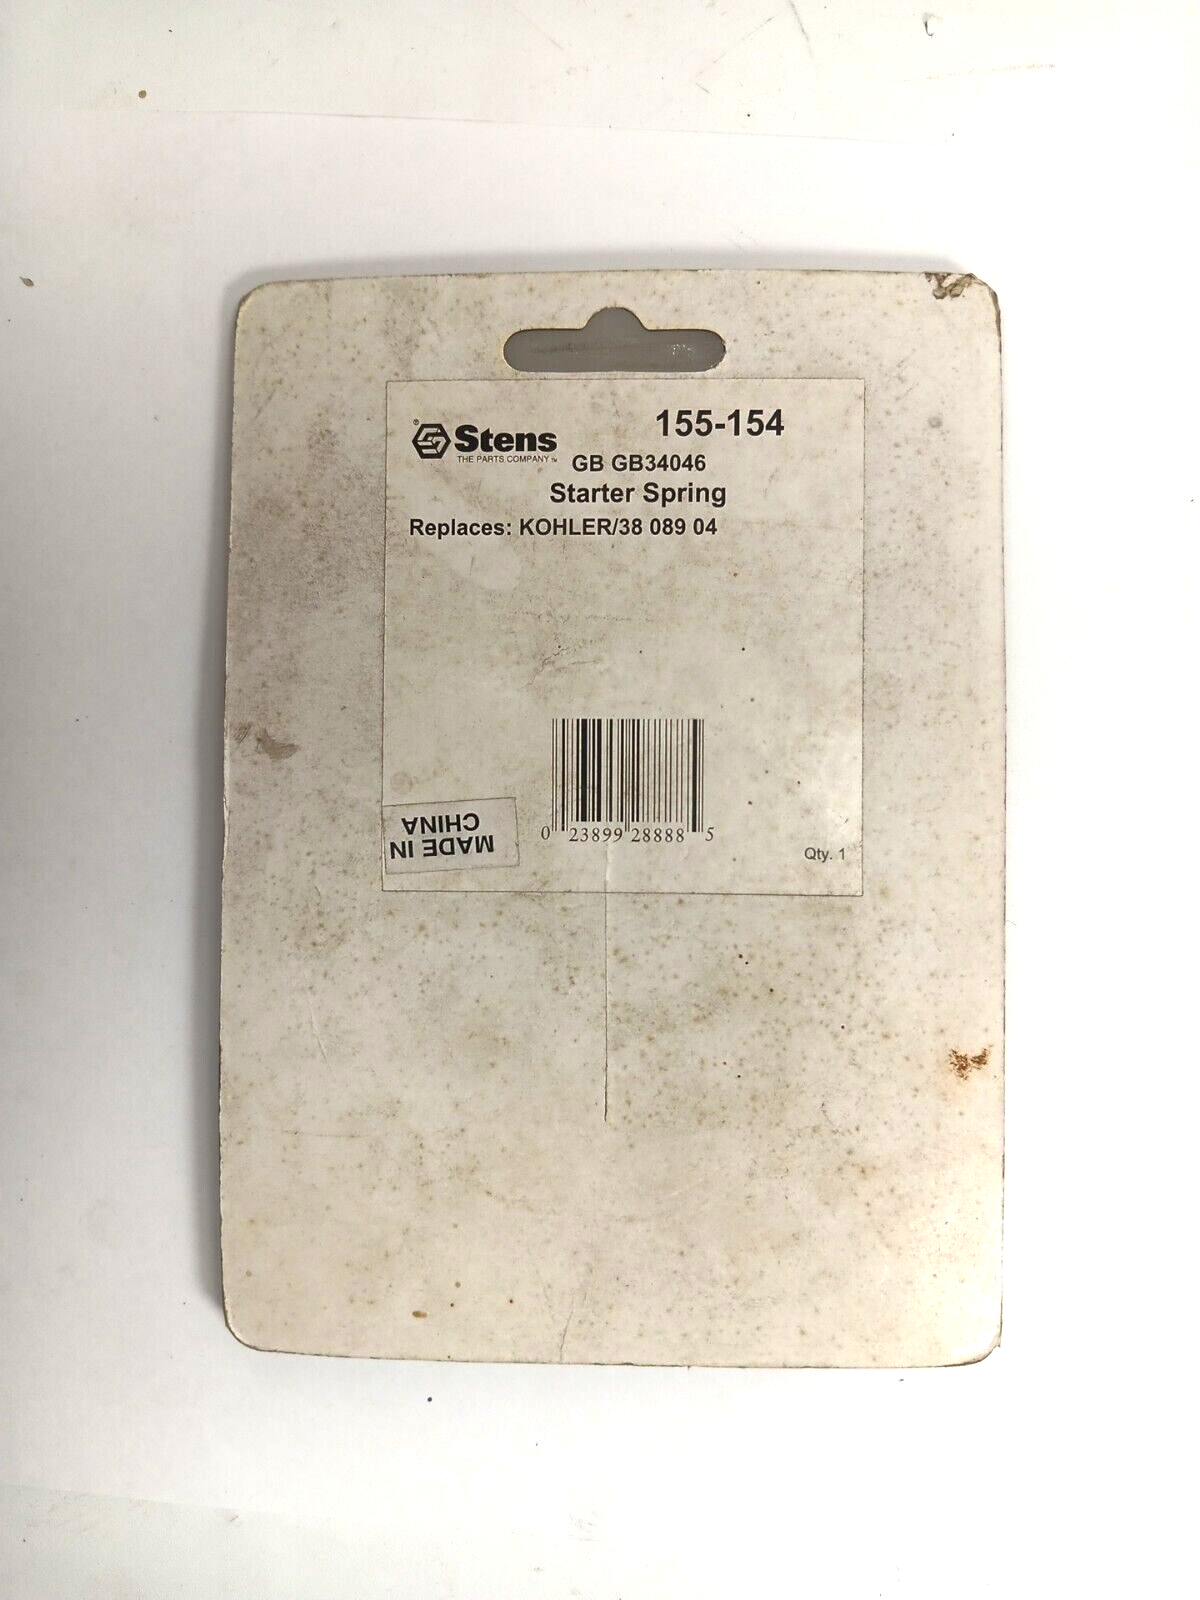 155-154
® Stens
THE PARTS COMPANY™
GB GB34046
Starter Spring
Replaces: KOHLER/38 089 04
MADE IN
CHINA
0 23899 28888 5
Qty. 1